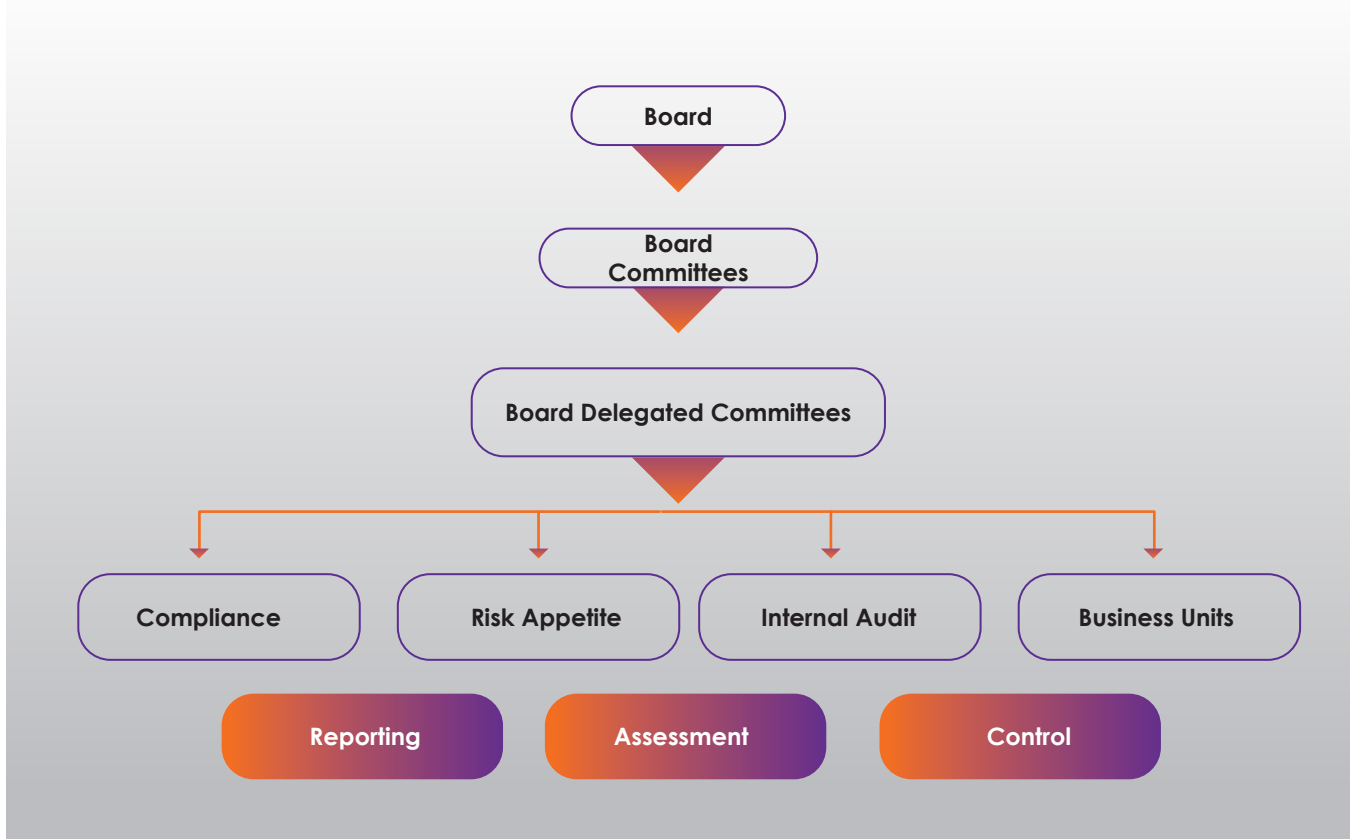 Board
Board
Committees
Board Delegated Committees
Compliance
Risk Appetite
Internal Audit
Business Units
Reporting
Assessment
Control